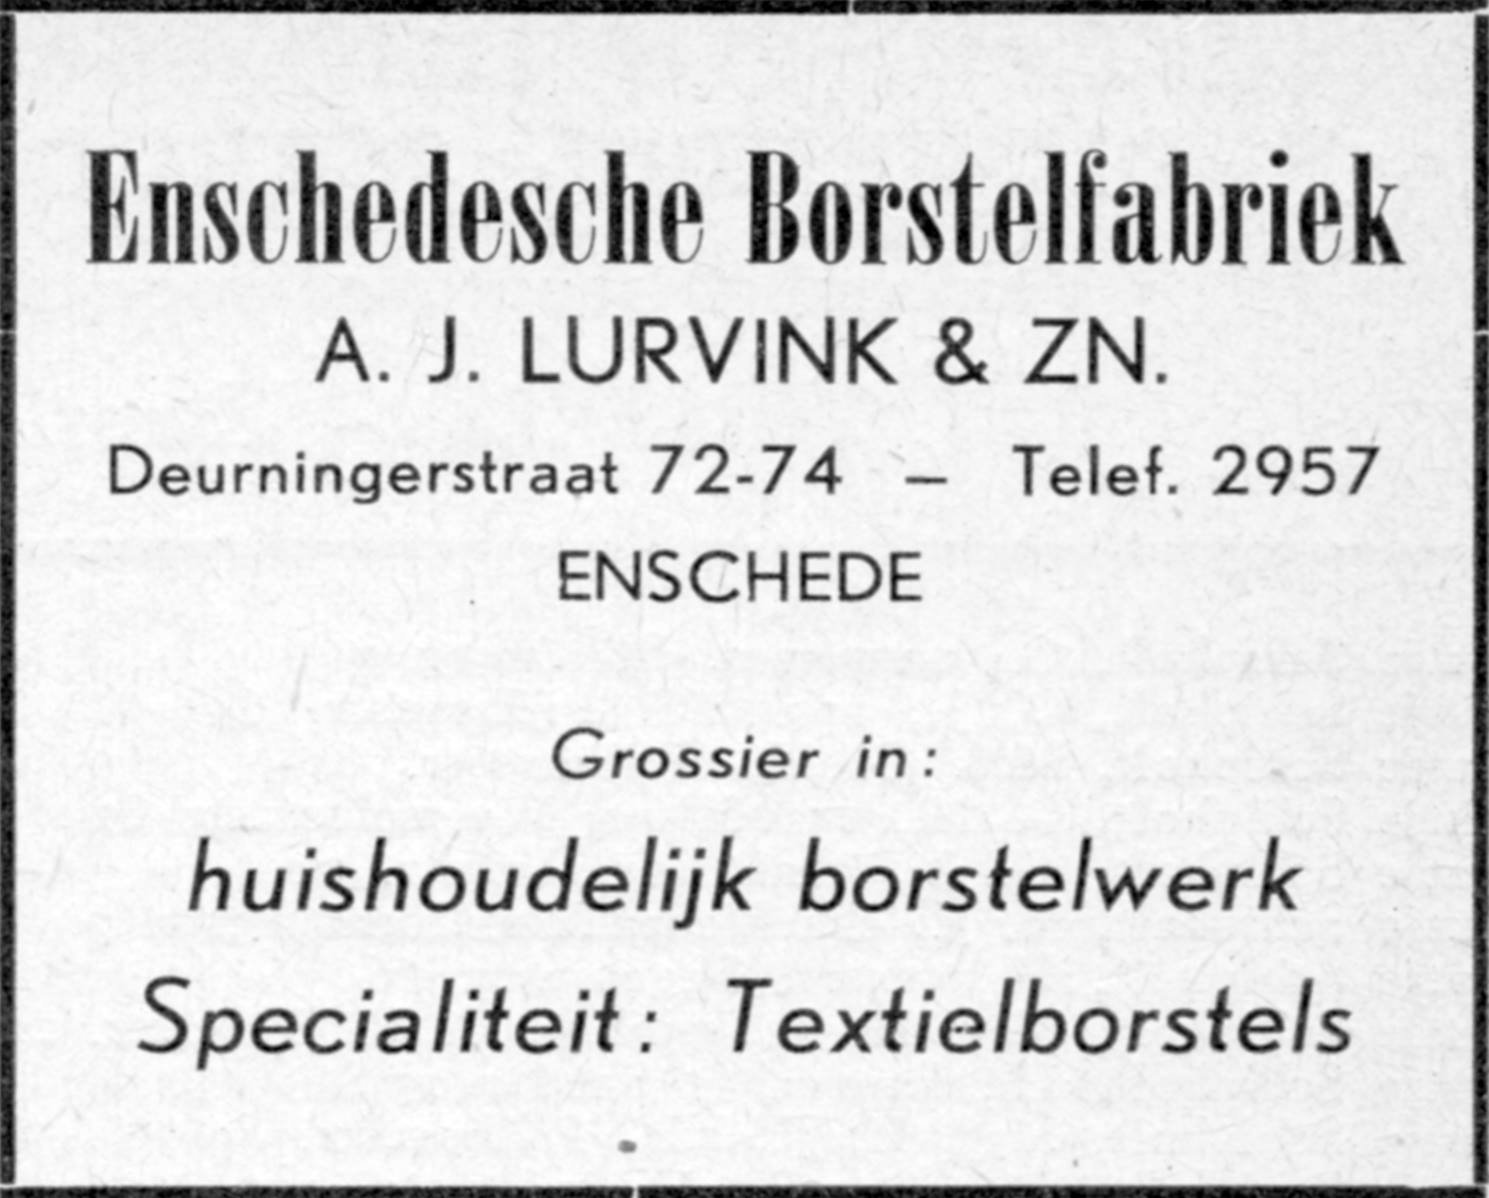 Enschedesche Borstelfabriek
A. J. LURVINK & ZN.
Deurningerstraat 72-74 — Telef. 2957
ENSCHEDE
Grossier in:
huishoudelijk borstelwerk
Specialiteit: Textielborstels